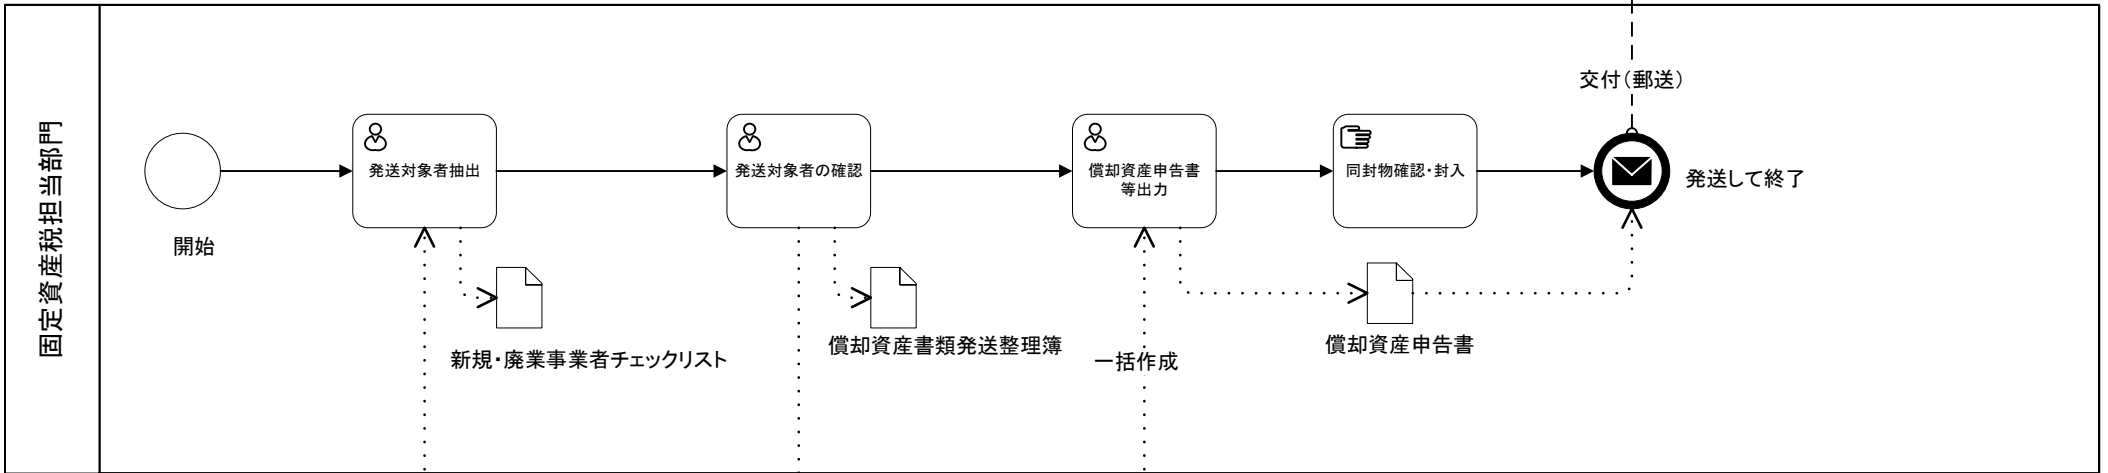 固定資産税担当部門
交付（郵送）
発送対象者抽出
発送対象者の確認
償却資産申告書
等出力
同封物確認・封入
発送して終了
開始
新規・廃業事業者チェックリスト
償却資産書類発送整理簿
一括作成
償却資産申告書